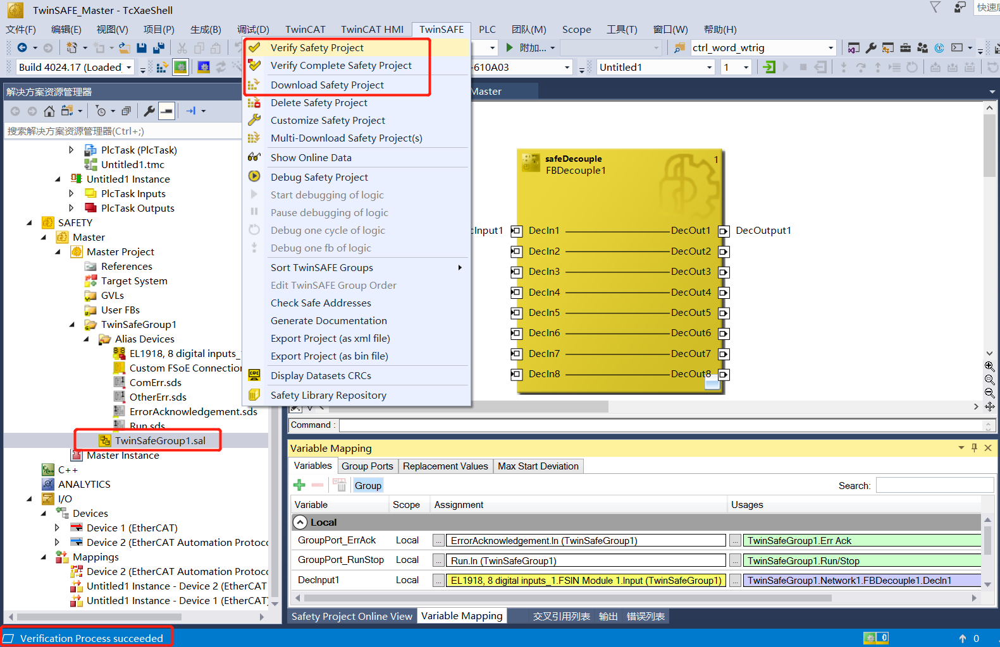 TwinSAFE_Master - TcXaeShell
快速启
文件(F) 编辑(E) 视图(V) 项目(P) 生成(B) 调试(D) TwinCAT TwinCAT HMI TwinSAFE PLC 团队(M) Scope 工具(T) 窗口(W) 帮助(H)
附加... ctrl_word_wtrig
Build 4024.17 (Loaded) -610A03 Untitled1 1
解决方案资源管理器
Master
搜索解决方案资源管理器(Ctrl+;)
PlcTask (PlcTask)
Untitled1.tmc
Untitled1 Instance
PlcTask Inputs
PlcTask Outputs
SAFETY
Master
Master Project
References
Target System
GVLs
User FBs
TwinSafeGroup1
Alias Devices
EL1918, 8 digital inputs_
Custom FSoE Connection
ComErr.sds
OtherErr.sds
ErrorAcknowledgement.sds
Run.sds
TwinSafeGroup1.sal
Master Instance
C++
ANALYTICS
I/O
Devices
Device 1 (EtherCAT)
Device 2 (EtherCAT Automation Protoc
Mappings
Device 2 (EtherCAT Automation Protoc
Untitled1 Instance - Device 2 (EtherCAT
Untitled1 Instance - Device 1 (EtherCAT)
Verify Safety Project
Verify Complete Safety Project
Download Safety Project
Delete Safety Project
Customize Safety Project
Multi-Download Safety Project(s)
Show Online Data
Debug Safety Project
Start debugging of logic
Pause debugging of logic
Debug one cycle of logic
Debug one fb of logic
Sort TwinSAFE Groups
Edit TwinSAFE Group Order
Check Safe Addresses
Generate Documentation
Export Project (as xml file)
Export Project (as bin file)
Display Datasets CRCs
Safety Library Repository
safeDecouple 1
FBDecouple1
cInput1 DecIn1 DecOut1 DecOutput1
DecIn2 DecOut2
DecIn3 DecOut3
DecIn4 DecOut4
DecIn5 DecOut5
DecIn6 DecOut6
DecIn7 DecOut7
DecIn8 DecOut8
Command :
Variable Mapping
Variables Group Ports Replacement Values Max Start Deviation
Group Search:
Variable Scope Assignment Usages
Local
GroupPort_ErrAck Local ... ErrorAcknowledgement.In (TwinSafeGroup1) ... TwinSafeGroup1.Err Ack
GroupPort_RunStop Local ... Run.In (TwinSafeGroup1) ... TwinSafeGroup1.Run/Stop
DecInput1 Local ... EL1918, 8 digital inputs_1.FSIN Module 1.Input (TwinSafeGroup1) ... TwinSafeGroup1.Network1.FBDecouple1.DecIn1
Safety Project Online View Variable Mapping 交叉引用列表 输出 错误列表
Verification Process succeeded 0 0